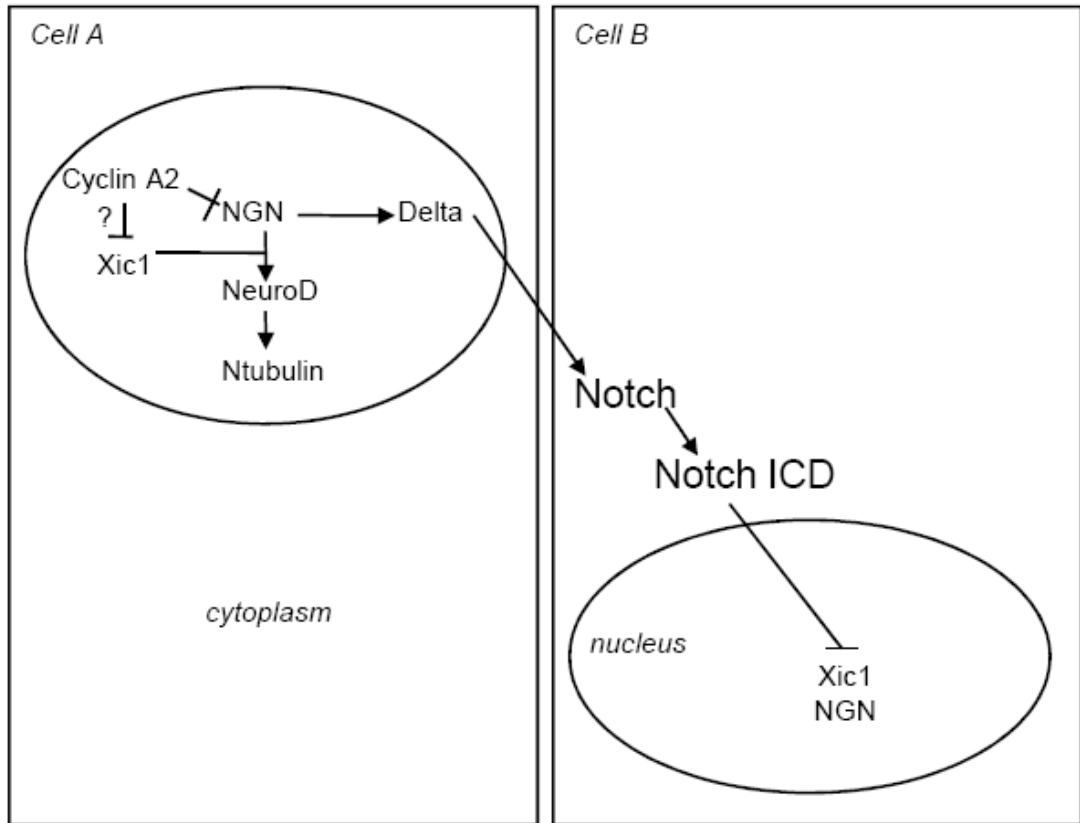 Cell A
Cell B
Cyclin A2
?
NGN
Delta
Xic1
NeuroD
Ntubulin
Notch
Notch ICD
cytoplasm
nucleus
Xic1
NGN